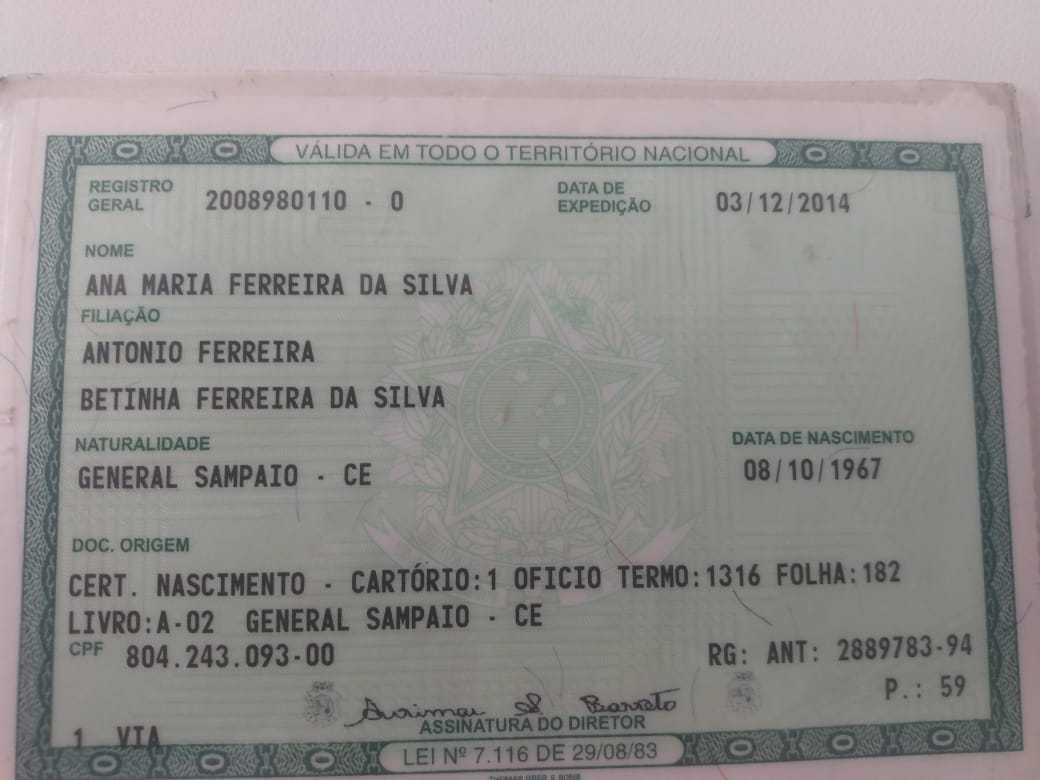 VÁLIDA EM TODO O TERRITÓRIO NACIONAL
REGISTRO GERAL 2008980110 - 0 DATA DE EXPEDIÇÃO 03/12/2014
NOME
ANA MARIA FERREIRA DA SILVA
FILIAÇÃO
ANTONIO FERREIRA
BETINHA FERREIRA DA SILVA
NATURALIDADE DATA DE NASCIMENTO
GENERAL SAMPAIO - CE 08/10/1967
DOC. ORIGEM
CERT. NASCIMENTO - CARTÓRIO:1 OFICIO TERMO:1316 FOLHA:182
LIVRO:A-02 GENERAL SAMPAIO - CE
CPF 804.243.093-00 RG: ANT: 2889783-94
P.: 59
Barreto
1 VIA ASSINATURA DO DIRETOR
LEI Nº 7.116 DE 29/08/83